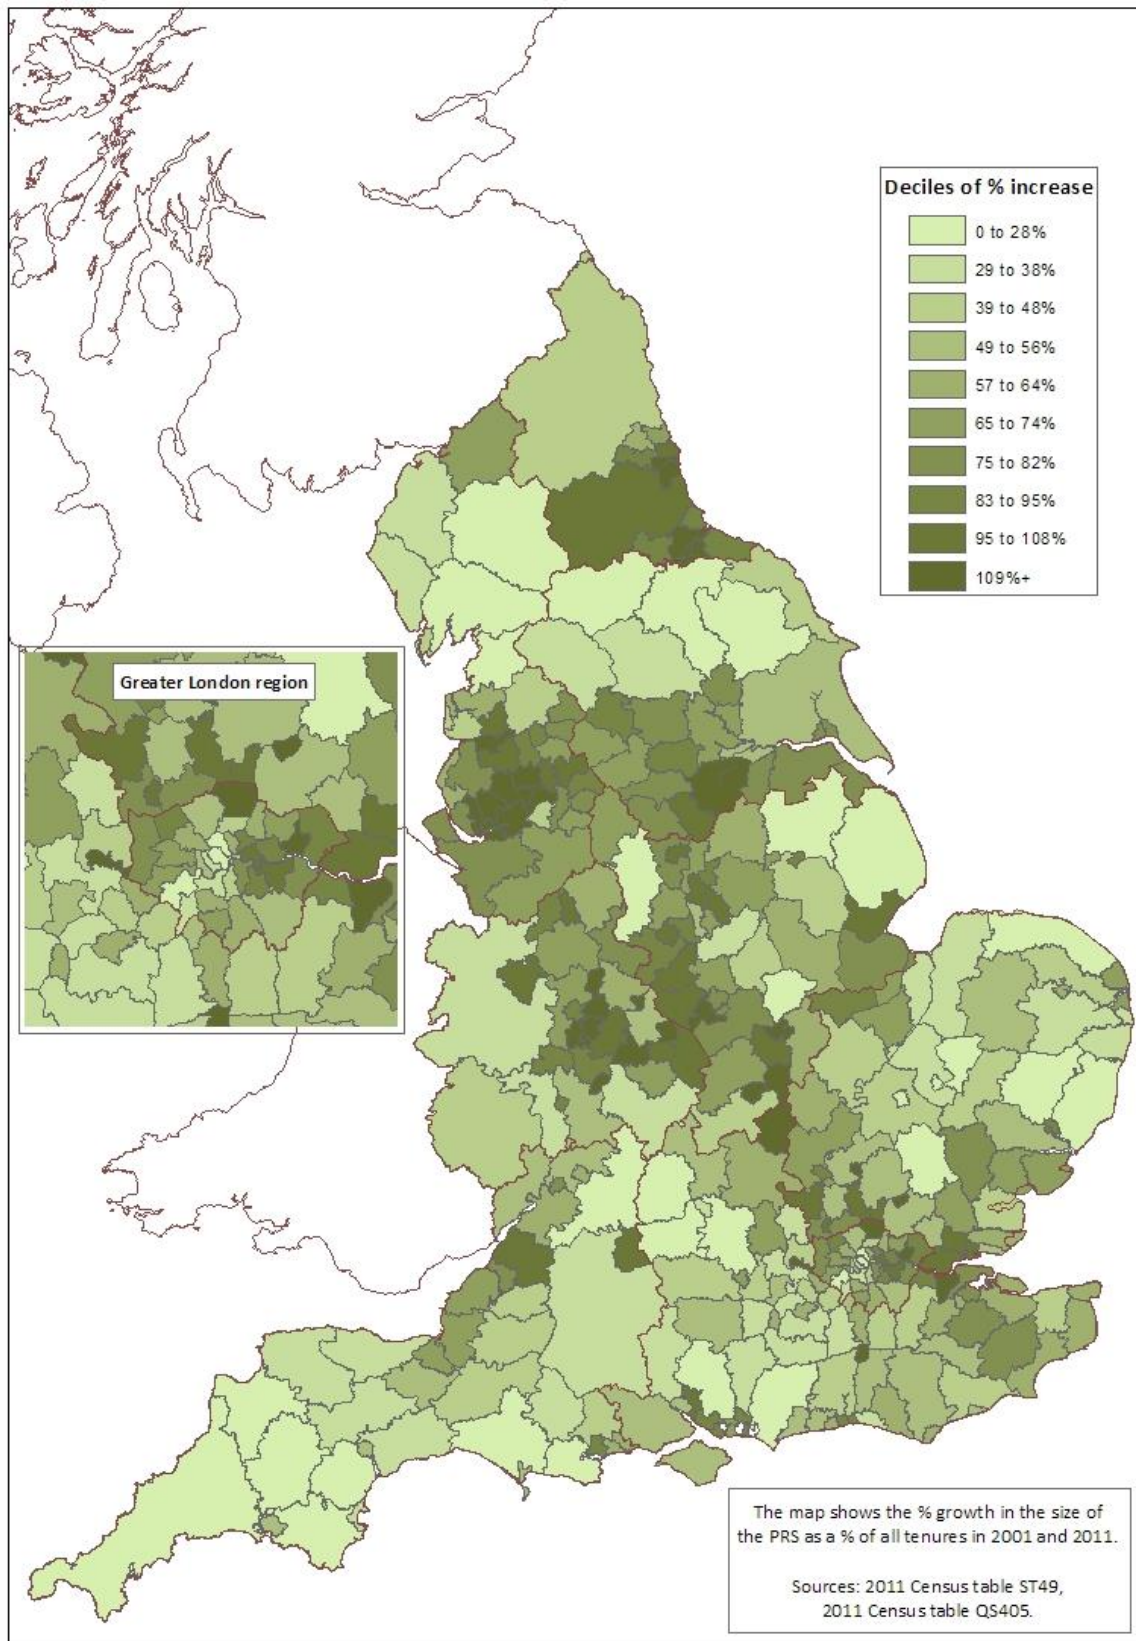 Deciles of % increase
0 to 28%
29 to 38%
39 to 48%
49 to 56%
57 to 64%
65 to 74%
75 to 82%
83 to 95%
95 to 108%
109%+
Greater London region
The map shows the % growth in the size of
the PRS as a % of all tenures in 2001 and 2011.
Sources: 2011 Census table ST49,
2011 Census table QS405.